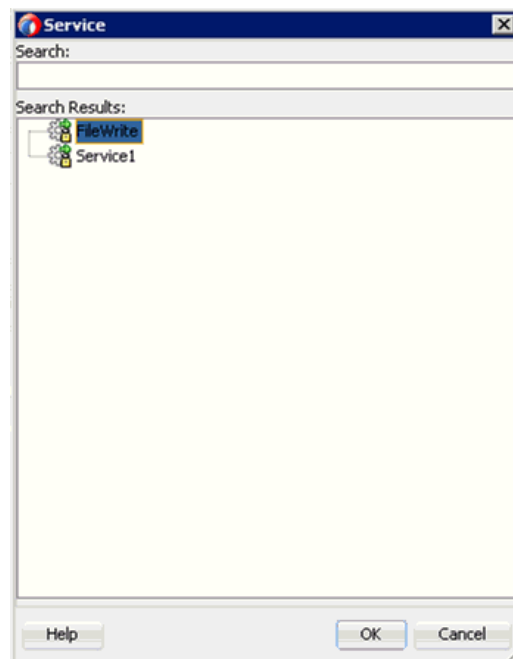 Service
Search:
Search Results:
FileWrite
Service1
Help
OK
Cancel